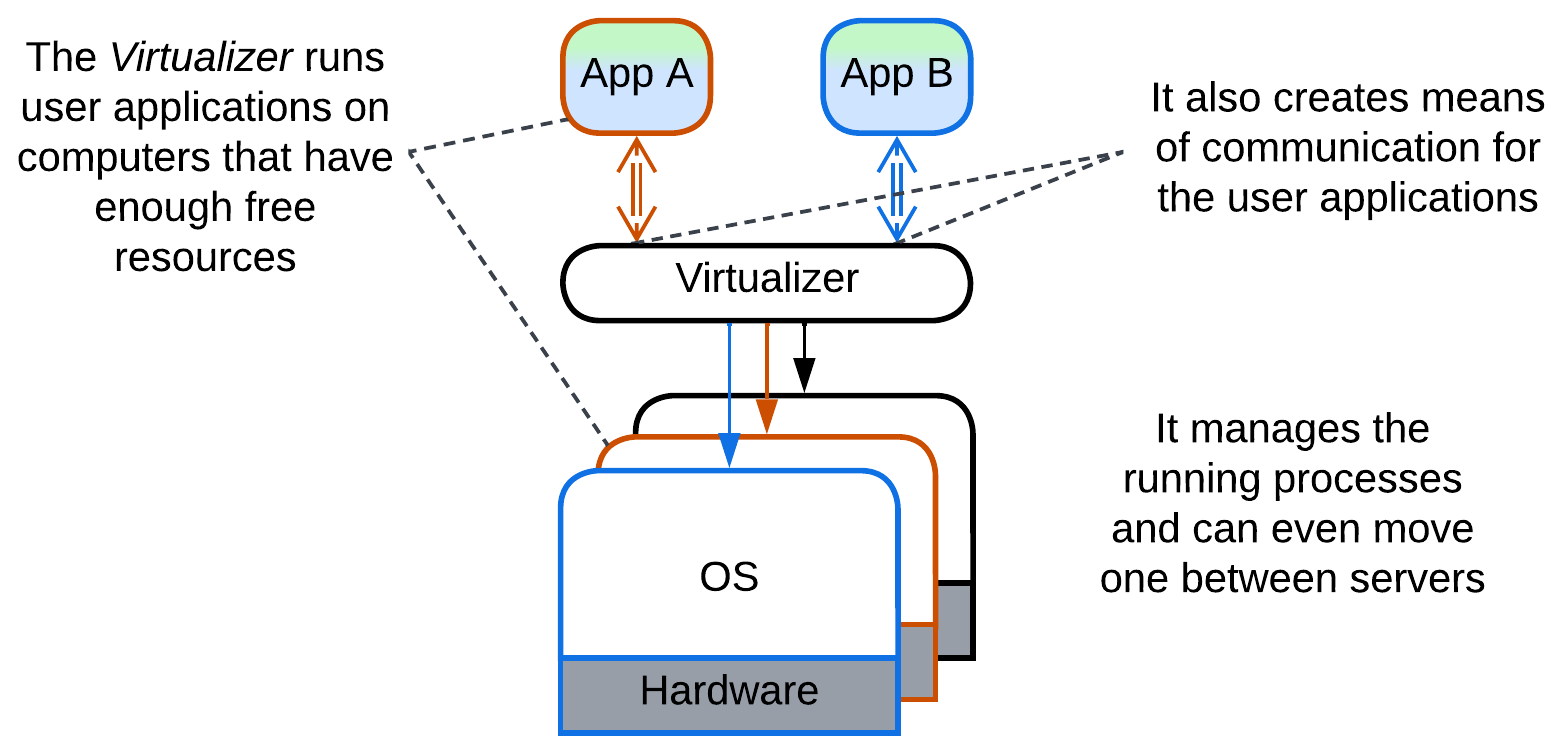 The Virtualizer runs
user applications on
computers that have
enough free
resources
App A
App B
It also creates means
of communication for
the user applications
Virtualizer
It manages the
running processes
and can even move
one between servers
OS
Hardware